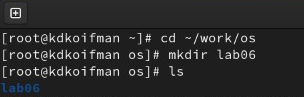 [root@kdkoifman ~]# cd ~/work/os
[root@kdkoifman os]# mkdir lab06
[root@kdkoifman os]# ls
lab06